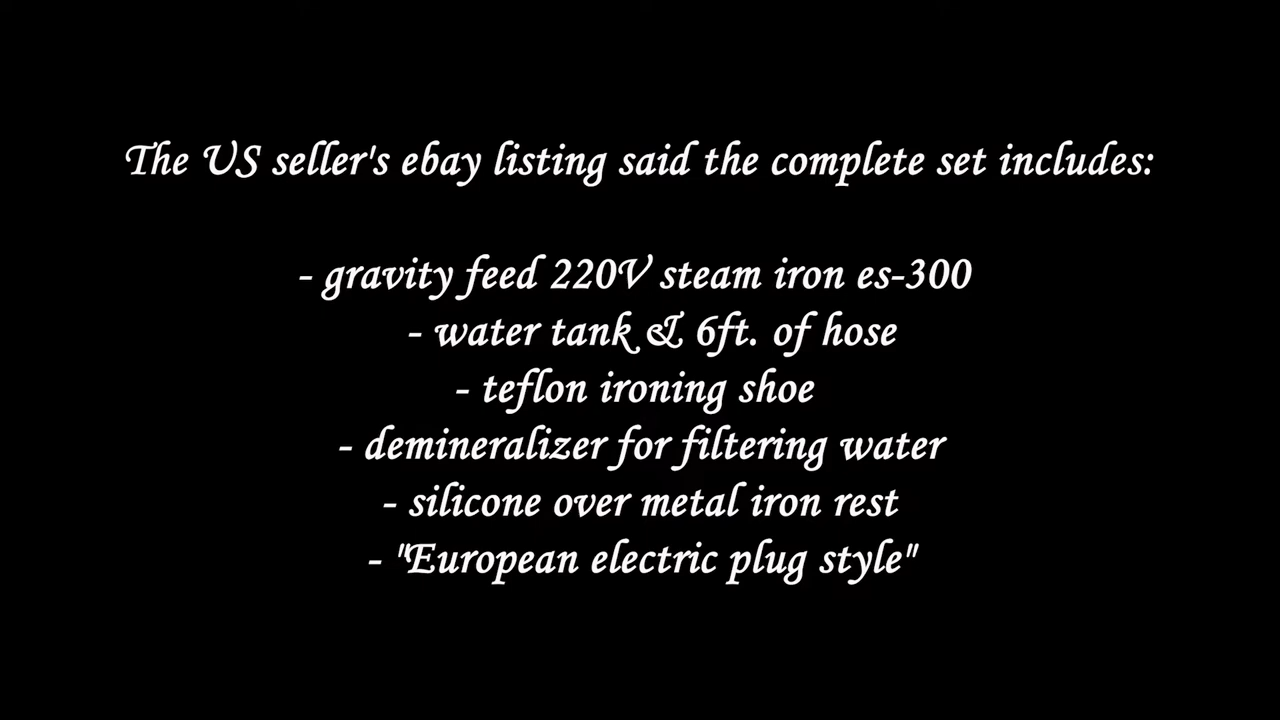 The US seller's ebay listing said the complete set includes:
- gravity feed 220V steam iron es-300
- water tank & 6ft. of hose
- teflon ironing shoe
- demineralizer for filtering water
- silicone over metal iron rest
- "European electric plug style"